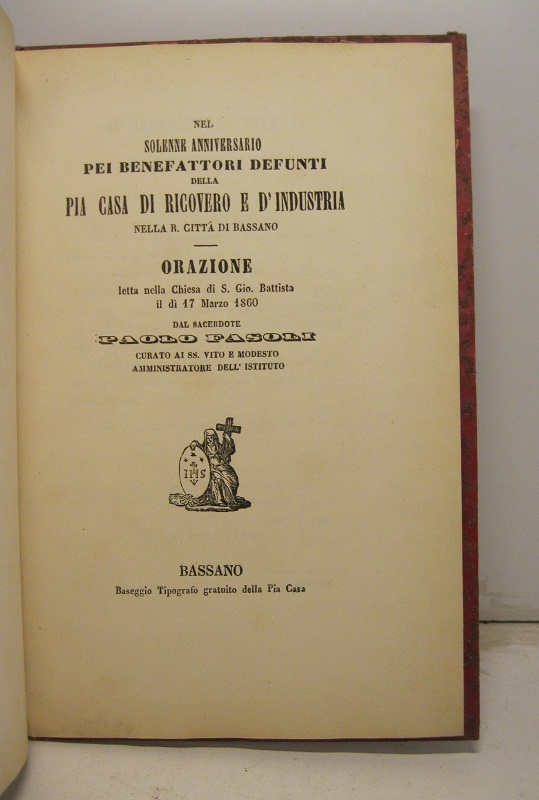 NEL
SOLENNE ANNIVERSARIO
PEI BENEFATTORI DEFUNTI
DELLA
PIA CASA DI RICOVERO E D'INDUSTRIA
NELLA R. CITTÀ DI BASSANO
ORAZIONE
letta nella Chiesa di S. Gio. Battista
il dì 17 Marzo 1860
DAL SACERDOTE
PAOLO FASOLI
CURATO AI SS. VITO E MODESTO
AMMINISTRATORE DELL' ISTITUTO
IHS
BASSANO
Baseggio Tipografo gratuito della Pia Casa